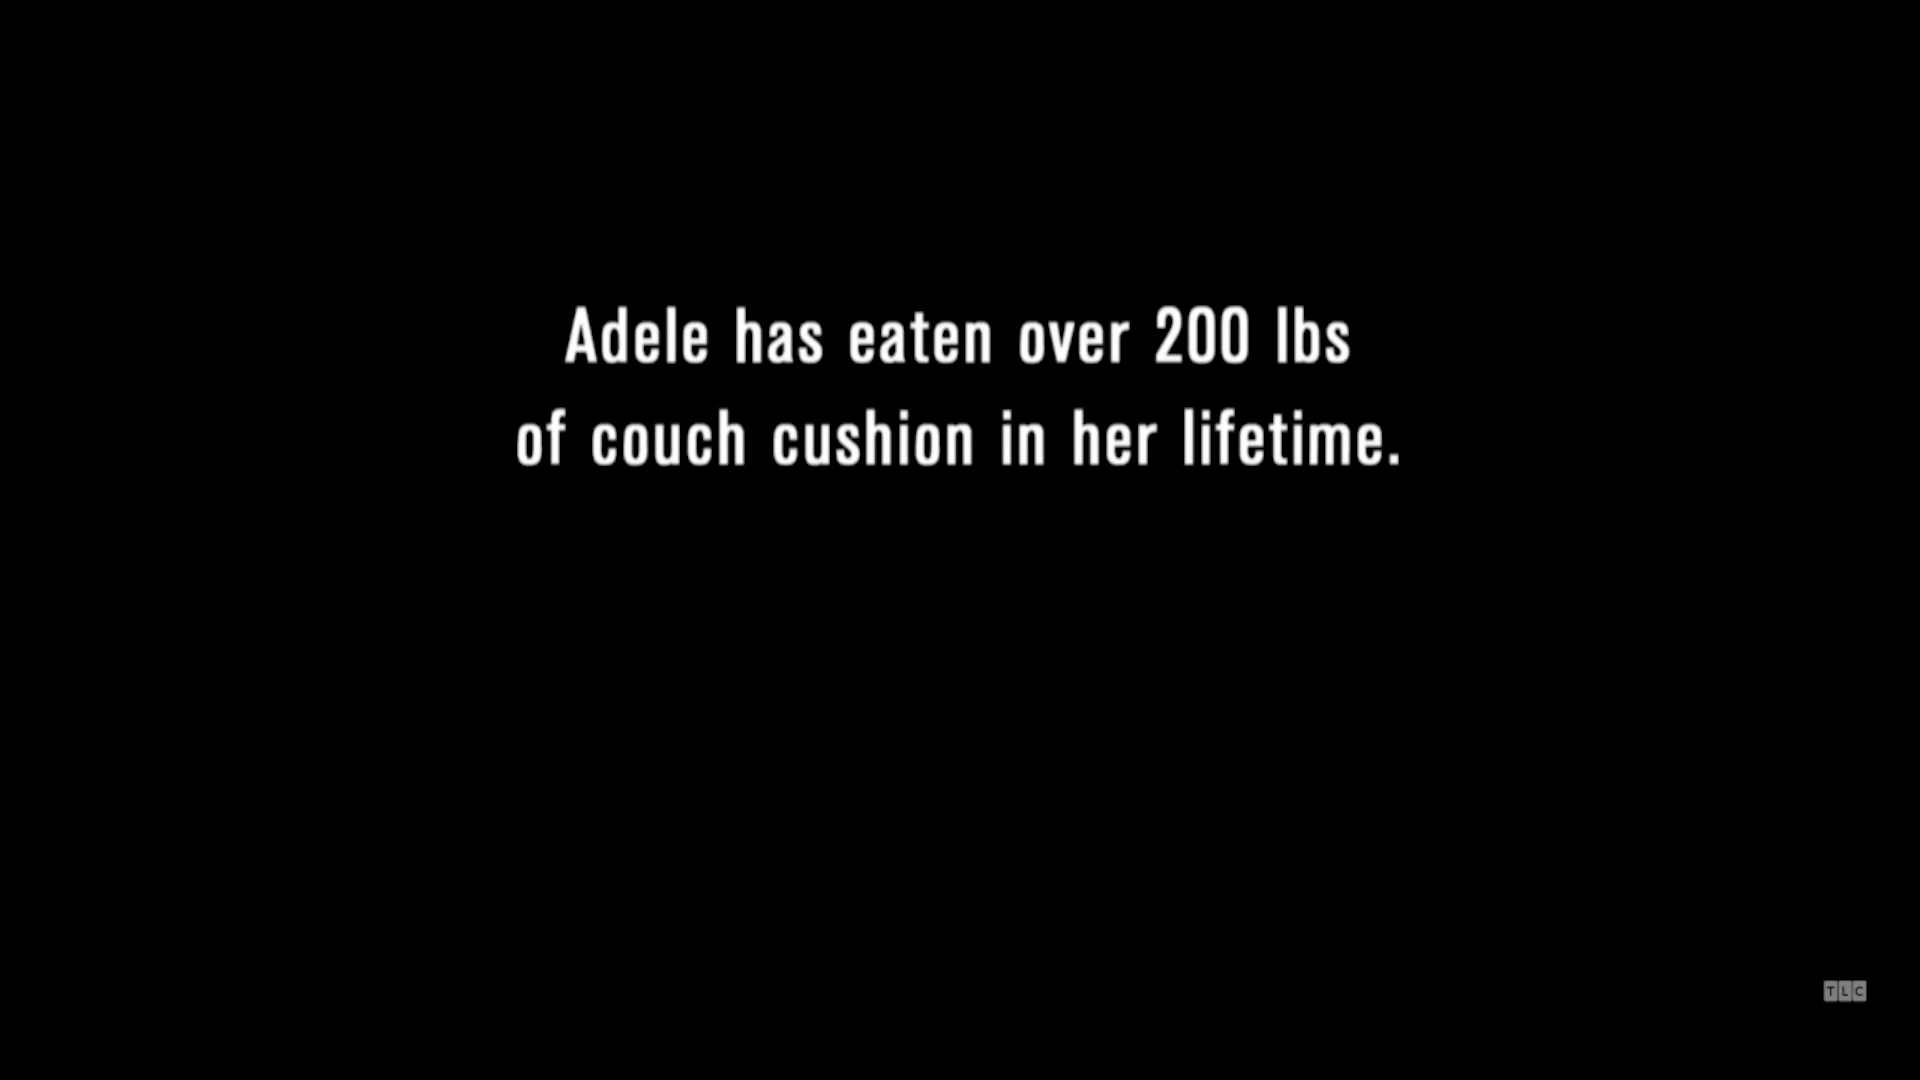 Adele has eaten over 200 lbs
of couch cushion in her lifetime.
TLC